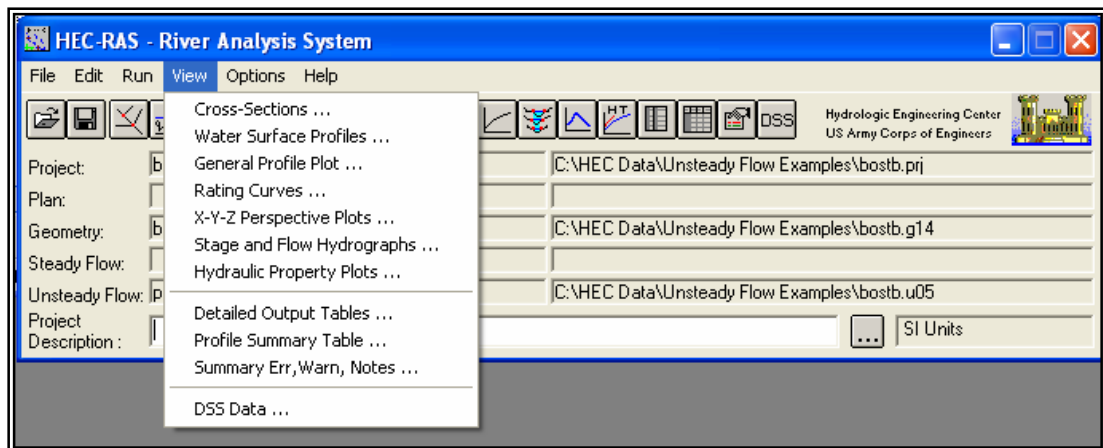 HEC-RAS - River Analysis System
File Edit Run View Options Help
Cross-Sections ...
Water Surface Profiles ...
General Profile Plot ...
Rating Curves ...
X-Y-Z Perspective Plots ...
Stage and Flow Hydrographs ...
Hydraulic Property Plots ...
Detailed Output Tables ...
Profile Summary Table ...
Summary Err,Warn, Notes ...
DSS Data ...
HT
DSS
Hydrologic Engineering Center
US Army Corps of Engineers
Project: b C:\HEC Data\Unsteady Flow Examples\bostb.prj
Plan:
Geometry: b C:\HEC Data\Unsteady Flow Examples\bostb.g14
Steady Flow:
Unsteady Flow: p C:\HEC Data\Unsteady Flow Examples\bostb.u05
Project
Description : ... SI Units